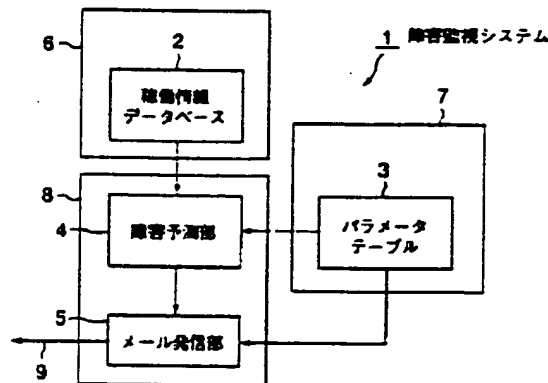 6
2
1 障害監視システム
稼働情報
データベース
7
8
3
4
障害予測部
パラメータ
テーブル
5
メール発信部
9